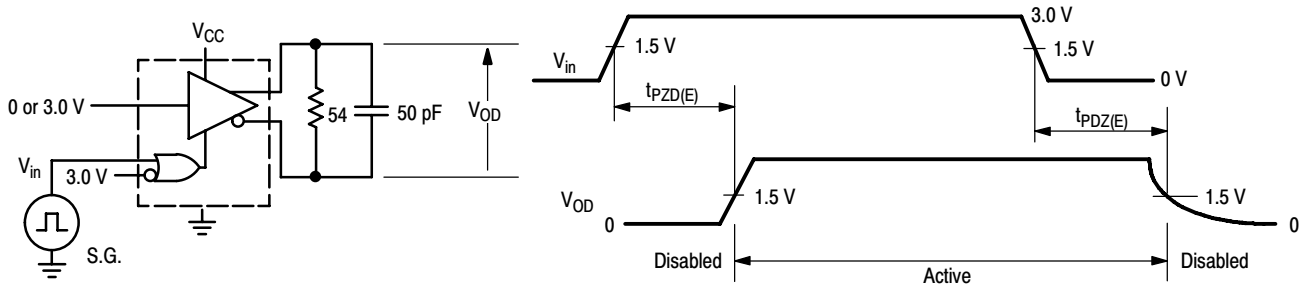 V_CC
0 or 3.0 V
V_in
3.0 V
S.G.
54
50 pF
V_OD
V_in
1.5 V
3.0 V
1.5 V
0 V
t_PZD(E)
t_PDZ(E)
V_OD
0
1.5 V
1.5 V
0
Disabled
Active
Disabled